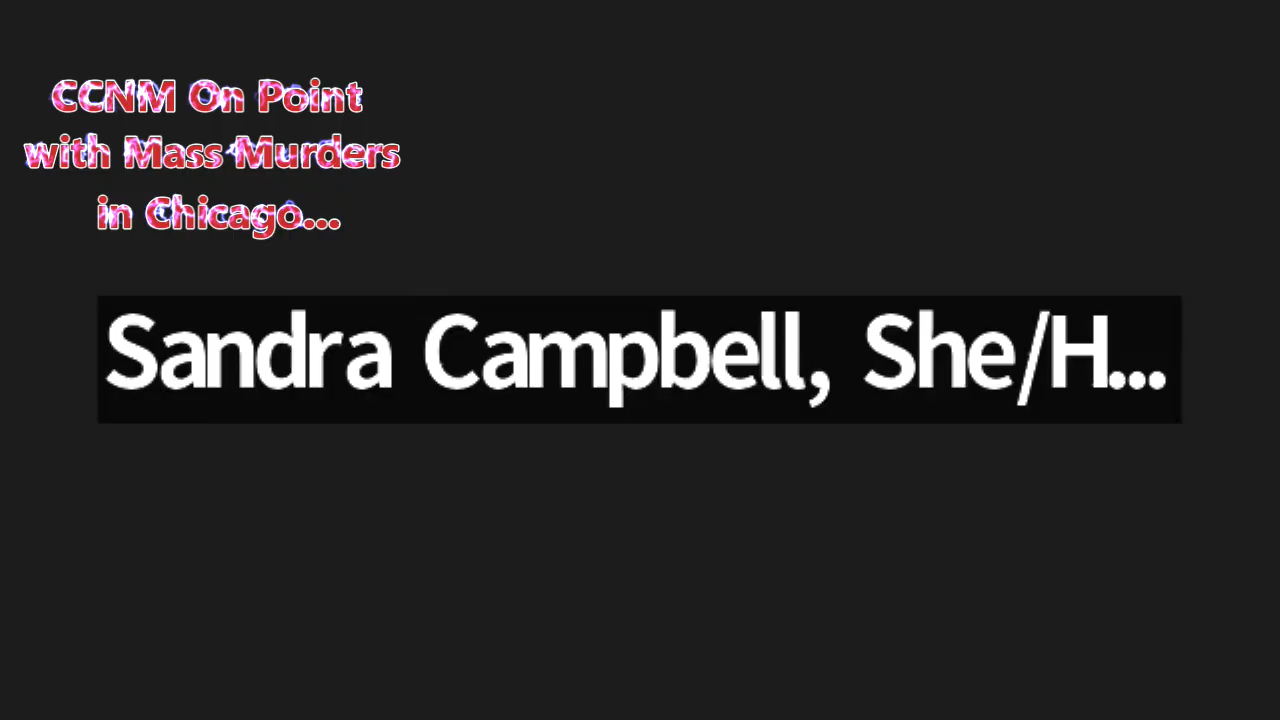 CCNM On Point
with Mass Murders
in Chicago...
Sandra Campbell, She/H...